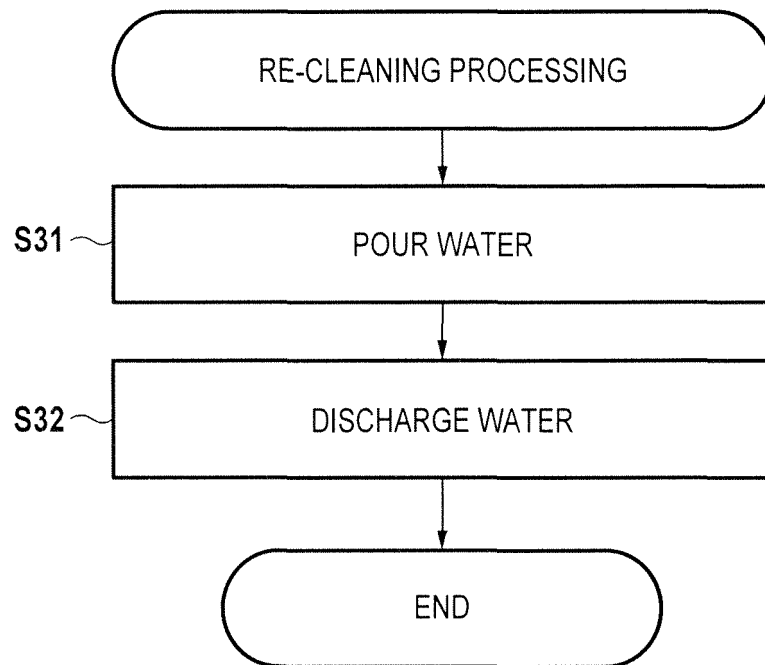 RE-CLEANING PROCESSING
S31
POUR WATER
S32
DISCHARGE WATER
END